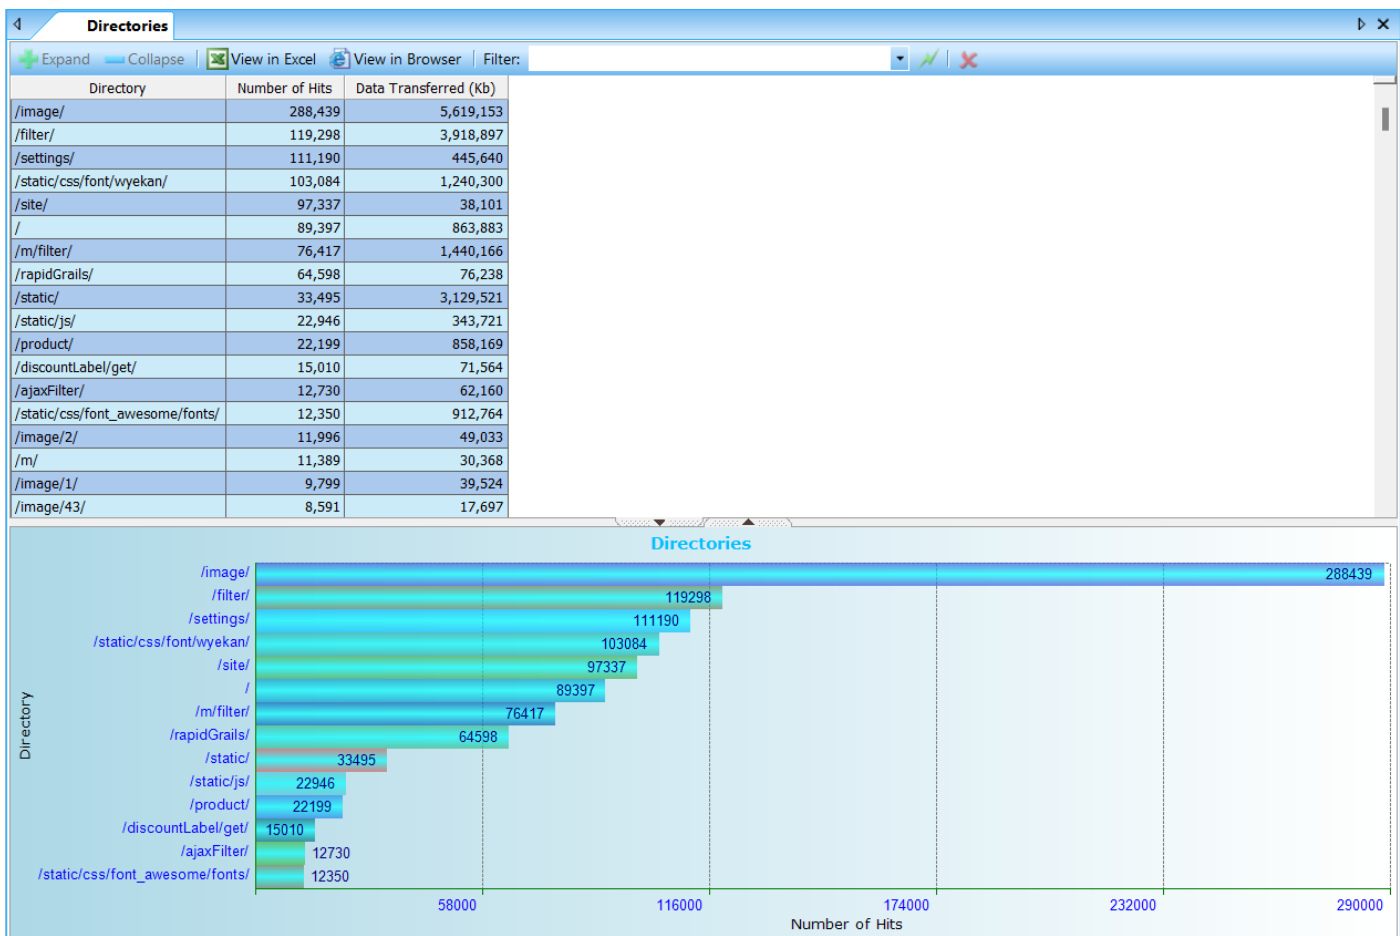 Directories
Expand Collapse View in Excel View in Browser Filter:
Directory Number of Hits Data Transferred (Kb)
/image/ 288,439 5,619,153
/filter/ 119,298 3,918,897
/settings/ 111,190 445,640
/static/css/font/wyekan/ 103,084 1,240,300
/site/ 97,337 38,101
/ 89,397 863,883
/m/filter/ 76,417 1,440,166
/rapidGrails/ 64,598 76,238
/static/ 33,495 3,129,521
/static/js/ 22,946 343,721
/product/ 22,199 858,169
/discountLabel/get/ 15,010 71,564
/ajaxFilter/ 12,730 62,160
/static/css/font_awesome/fonts/ 12,350 912,764
/image/2/ 11,996 49,033
/m/ 11,389 30,368
/image/1/ 9,799 39,524
/image/43/ 8,591 17,697
Directories
/image/ 288439
/filter/ 119298
/settings/ 111190
/static/css/font/wyekan/ 103084
/site/ 97337
/ 89397
/m/filter/ 76417
/rapidGrails/ 64598
/static/ 33495
/static/js/ 22946
/product/ 22199
/discountLabel/get/ 15010
/ajaxFilter/ 12730
/static/css/font_awesome/fonts/ 12350
Directory
58000 116000 174000 232000 290000
Number of Hits